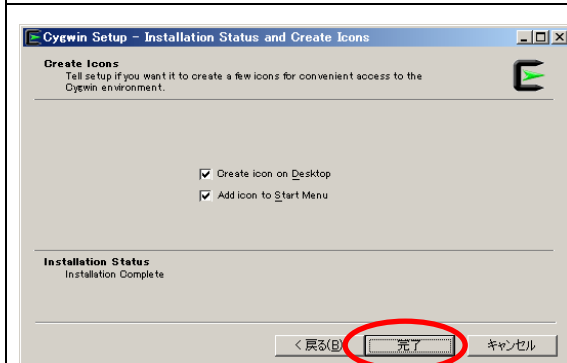 Cygwin Setup - Installation Status and Create Icons
Create Icons
Tell setup if you want it to create a few icons for convenient access to the
Cygwin environment.
Create icon on Desktop
Add icon to Start Menu
Installation Status
Installation Complete
< 戻る(B)
完了
キャンセル